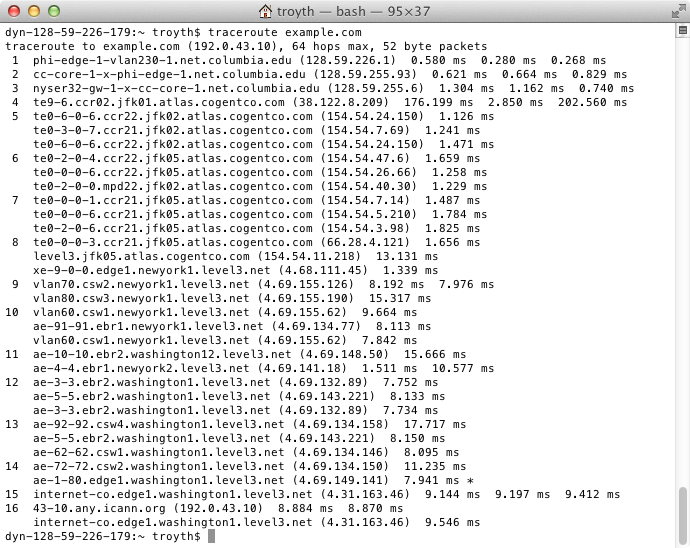 troyth — bash — 95×37
dyn-128-59-226-179:~ troyth$ traceroute example.com
traceroute to example.com (192.0.43.10), 64 hops max, 52 byte packets
 1  phi-edge-1-vlan230-1.net.columbia.edu (128.59.226.1)  0.580 ms  0.280 ms  0.268 ms
 2  cc-core-1-x-phi-edge-1.net.columbia.edu (128.59.255.93)  0.621 ms  0.664 ms  0.829 ms
 3  nyser32-gw-1-x-cc-core-1.net.columbia.edu (128.59.255.6)  1.304 ms  1.162 ms  0.740 ms
 4  te9-6.ccr02.jfk01.atlas.cogentco.com (38.122.8.209)  176.199 ms  2.850 ms  202.560 ms
 5  te0-6-0-6.ccr22.jfk02.atlas.cogentco.com (154.54.24.150)  1.126 ms
    te0-3-0-7.ccr21.jfk02.atlas.cogentco.com (154.54.7.69)  1.241 ms
    te0-6-0-6.ccr22.jfk02.atlas.cogentco.com (154.54.24.150)  1.471 ms
 6  te0-2-0-4.ccr22.jfk05.atlas.cogentco.com (154.54.47.6)  1.659 ms
    te0-0-0-6.ccr22.jfk05.atlas.cogentco.com (154.54.26.66)  1.258 ms
    te0-2-0-0.mpd22.jfk02.atlas.cogentco.com (154.54.40.30)  1.229 ms
 7  te0-0-0-1.ccr21.jfk05.atlas.cogentco.com (154.54.7.14)  1.487 ms
    te0-0-0-6.ccr21.jfk05.atlas.cogentco.com (154.54.5.210)  1.784 ms
    te0-2-0-6.ccr21.jfk05.atlas.cogentco.com (154.54.3.98)  1.825 ms
 8  te0-0-0-3.ccr21.jfk05.atlas.cogentco.com (66.28.4.121)  1.656 ms
    level3.jfk05.atlas.cogentco.com (154.54.11.218)  13.131 ms
    xe-9-0-0.edge1.newyork1.level3.net (4.68.111.45)  1.339 ms
 9  vlan70.csw2.newyork1.level3.net (4.69.155.126)  8.192 ms  7.976 ms
    vlan80.csw3.newyork1.level3.net (4.69.155.190)  15.317 ms
10  vlan60.csw1.newyork1.level3.net (4.69.155.62)  9.664 ms
    ae-91-91.ebr1.newyork1.level3.net (4.69.134.77)  8.113 ms
    vlan60.csw1.newyork1.level3.net (4.69.155.62)  7.842 ms
11  ae-10-10.ebr2.washington12.level3.net (4.69.148.50)  15.666 ms
    ae-4-4.ebr1.newyork2.level3.net (4.69.141.18)  1.511 ms  10.577 ms
12  ae-3-3.ebr2.washington1.level3.net (4.69.132.89)  7.752 ms
    ae-5-5.ebr2.washington1.level3.net (4.69.143.221)  8.133 ms
    ae-3-3.ebr2.washington1.level3.net (4.69.132.89)  7.734 ms
13  ae-92-92.csw4.washington1.level3.net (4.69.134.158)  17.717 ms
    ae-5-5.ebr2.washington1.level3.net (4.69.143.221)  8.150 ms
    ae-62-62.csw1.washington1.level3.net (4.69.134.146)  8.095 ms
14  ae-72-72.csw2.washington1.level3.net (4.69.134.150)  11.235 ms
    ae-1-80.edge1.washington1.level3.net (4.69.149.141)  7.941 ms *
15  internet-co.edge1.washington1.level3.net (4.31.163.46)  9.144 ms  9.197 ms  9.412 ms
16  43-10.any.icann.org (192.0.43.10)  8.884 ms  8.870 ms
    internet-co.edge1.washington1.level3.net (4.31.163.46)  9.546 ms
dyn-128-59-226-179:~ troyth$